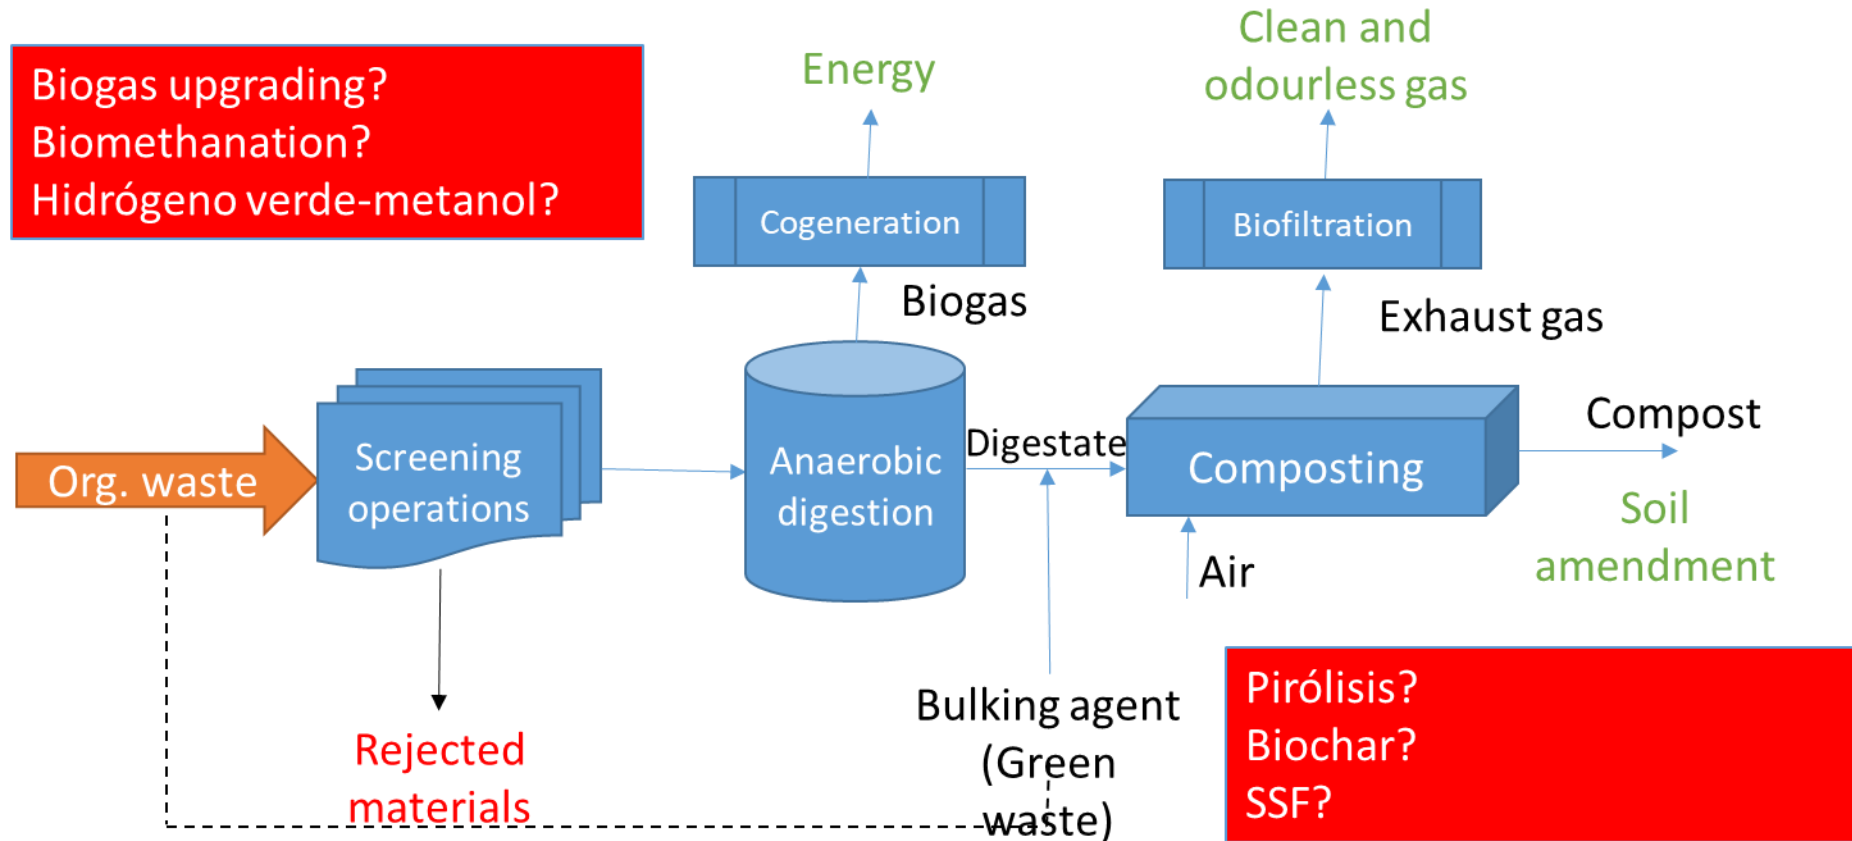 Biogas upgrading?
Biomethanation?
Hidrógeno verde-metanol?
Energy
Clean and
odourless gas
Cogeneration
Biofiltration
Biogas
Exhaust gas
Org. waste
Screening
operations
Anaerobic
digestion
Digestate
Composting
Compost
Soil
amendment
Air
Rejected
materials
Bulking agent
(Green
waste)
Pirólisis?
Biochar?
SSF?